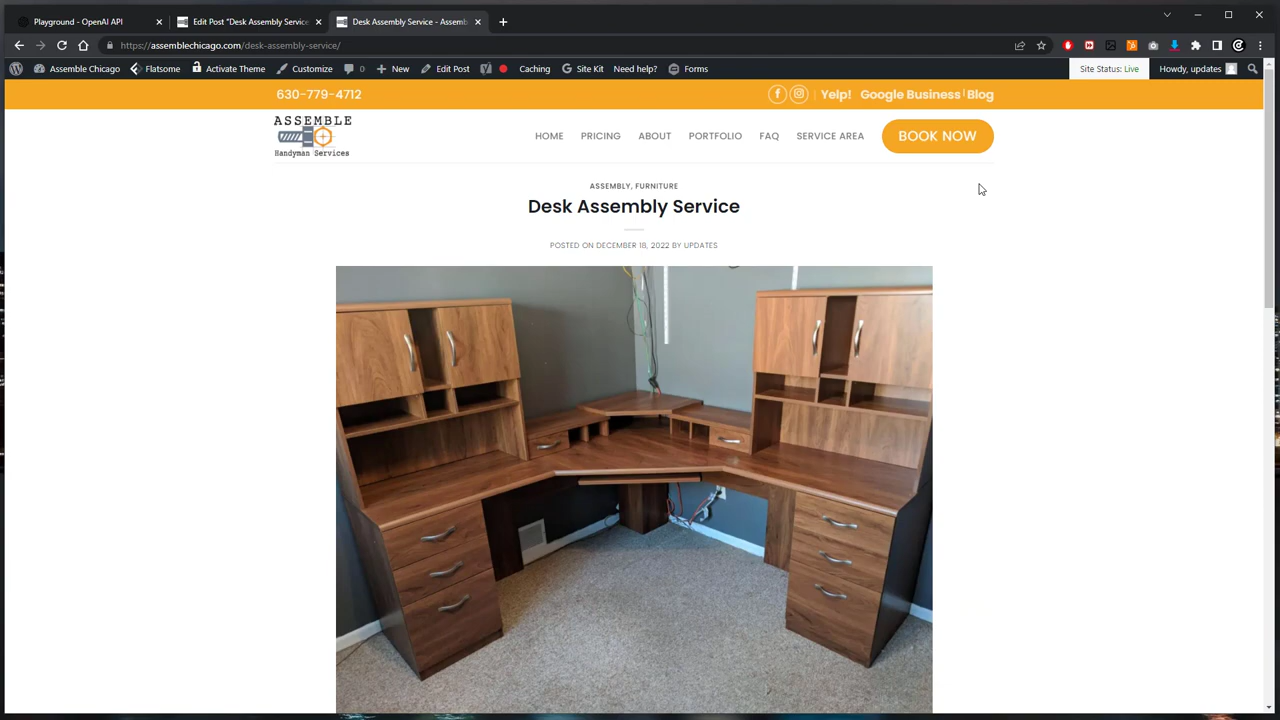 Playground - OpenAI API
Edit Post "Desk Assembly Service
Desk Assembly Service - Assemb
https://assemblechicago.com/desk-assembly-service/
Assemble Chicago Flatsome Activate Theme Customize 0 New Edit Post Caching Site Kit Need help? Forms Site Status: Live Howdy, updates
630-779-4712 Yelp! Google Business Blog
ASSEMBLE
Handyman Services
HOME PRICING ABOUT PORTFOLIO FAQ SERVICE AREA BOOK NOW
ASSEMBLY, FURNITURE
Desk Assembly Service
POSTED ON DECEMBER 18, 2022 BY UPDATES